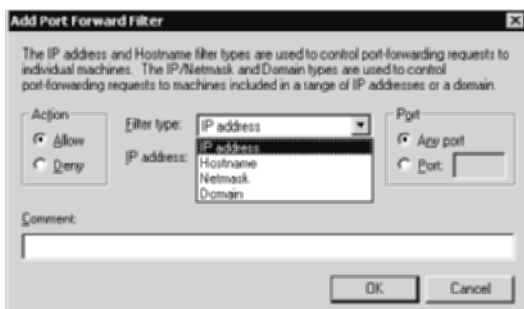 Add Port Forward Filter
The IP address and Hostname filter types are used to control port-forwarding requests to
individual machines. The IP/Netmask and Domain types are used to control
port-forwarding requests to machines included in a range of IP addresses or a domain.
Action
Allow
Deny
Filter type:
IP address
IP address:
IP address
Hostname
Netmask
Domain
Port
Any port
Port:
Comment:
OK
Cancel